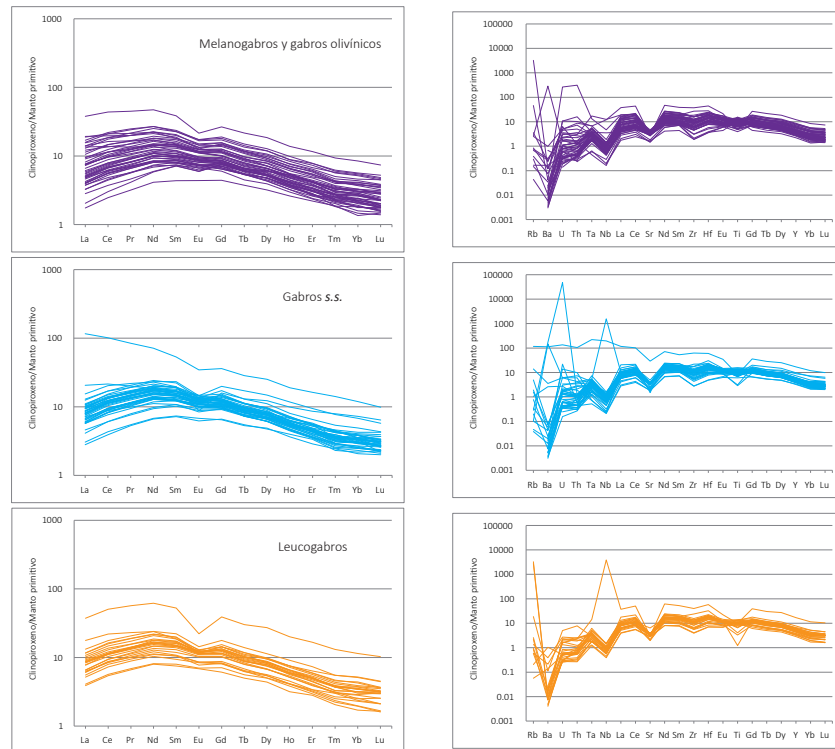 1000
100
10
1
Clinopiroxeno/Manto primitivo
Melanogabros y gabros olivínicos
La Ce Pr Nd Sm Eu Gd Tb Dy Ho Er Tm Yb Lu
100000
10000
1000
100
10
1
0.1
0.01
0.001
Clinopiroxeno/Manto primitivo
Rb Ba U Th Ta Nb La Ce Sr Nd Sm Zr Hf Eu Ti Gd Tb Dy Y Yb Lu
1000
100
10
1
Clinopiroxeno/Manto primitivo
Gabros s.s.
La Ce Pr Nd Sm Eu Gd Tb Dy Ho Er Tm Yb Lu
100000
10000
1000
100
10
1
0.1
0.01
0.001
Clinopiroxeno/Manto primitivo
Rb Ba U Th Ta Nb La Ce Sr Nd Sm Zr Hf Eu Ti Gd Tb Dy Y Yb Lu
1000
100
10
1
Clinopiroxeno/Manto primitivo
Leucogabros
La Ce Pr Nd Sm Eu Gd Tb Dy Ho Er Tm Yb Lu
100000
10000
1000
100
10
1
0.1
0.01
0.001
Clinopiroxeno/Manto primitivo
Rb Ba U Th Ta Nb La Ce Sr Nd Sm Zr Hf Eu Ti Gd Tb Dy Y Yb Lu